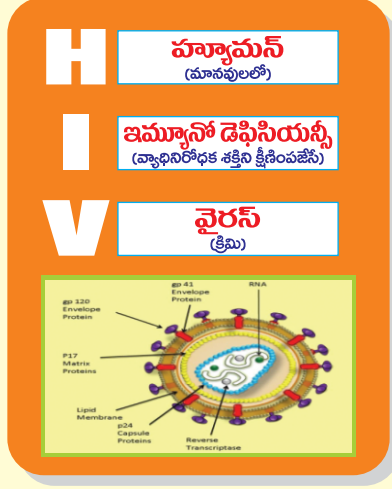 H
హ్యూమన్
(మానవులలో)
I
ఇమ్యూనో డెఫిసియన్సీ
(వ్యాధినిరోధక శక్తిని క్షీణింపజేసే)
V
వైరస్
(క్రిమి)
gp 41
Envelope
Protein
RNA
gp 120
Envelope
Protein
P17
Matrix
Proteins
Lipid
Membrane
p24
Capsule
Proteins
Reverse
Transcriptase